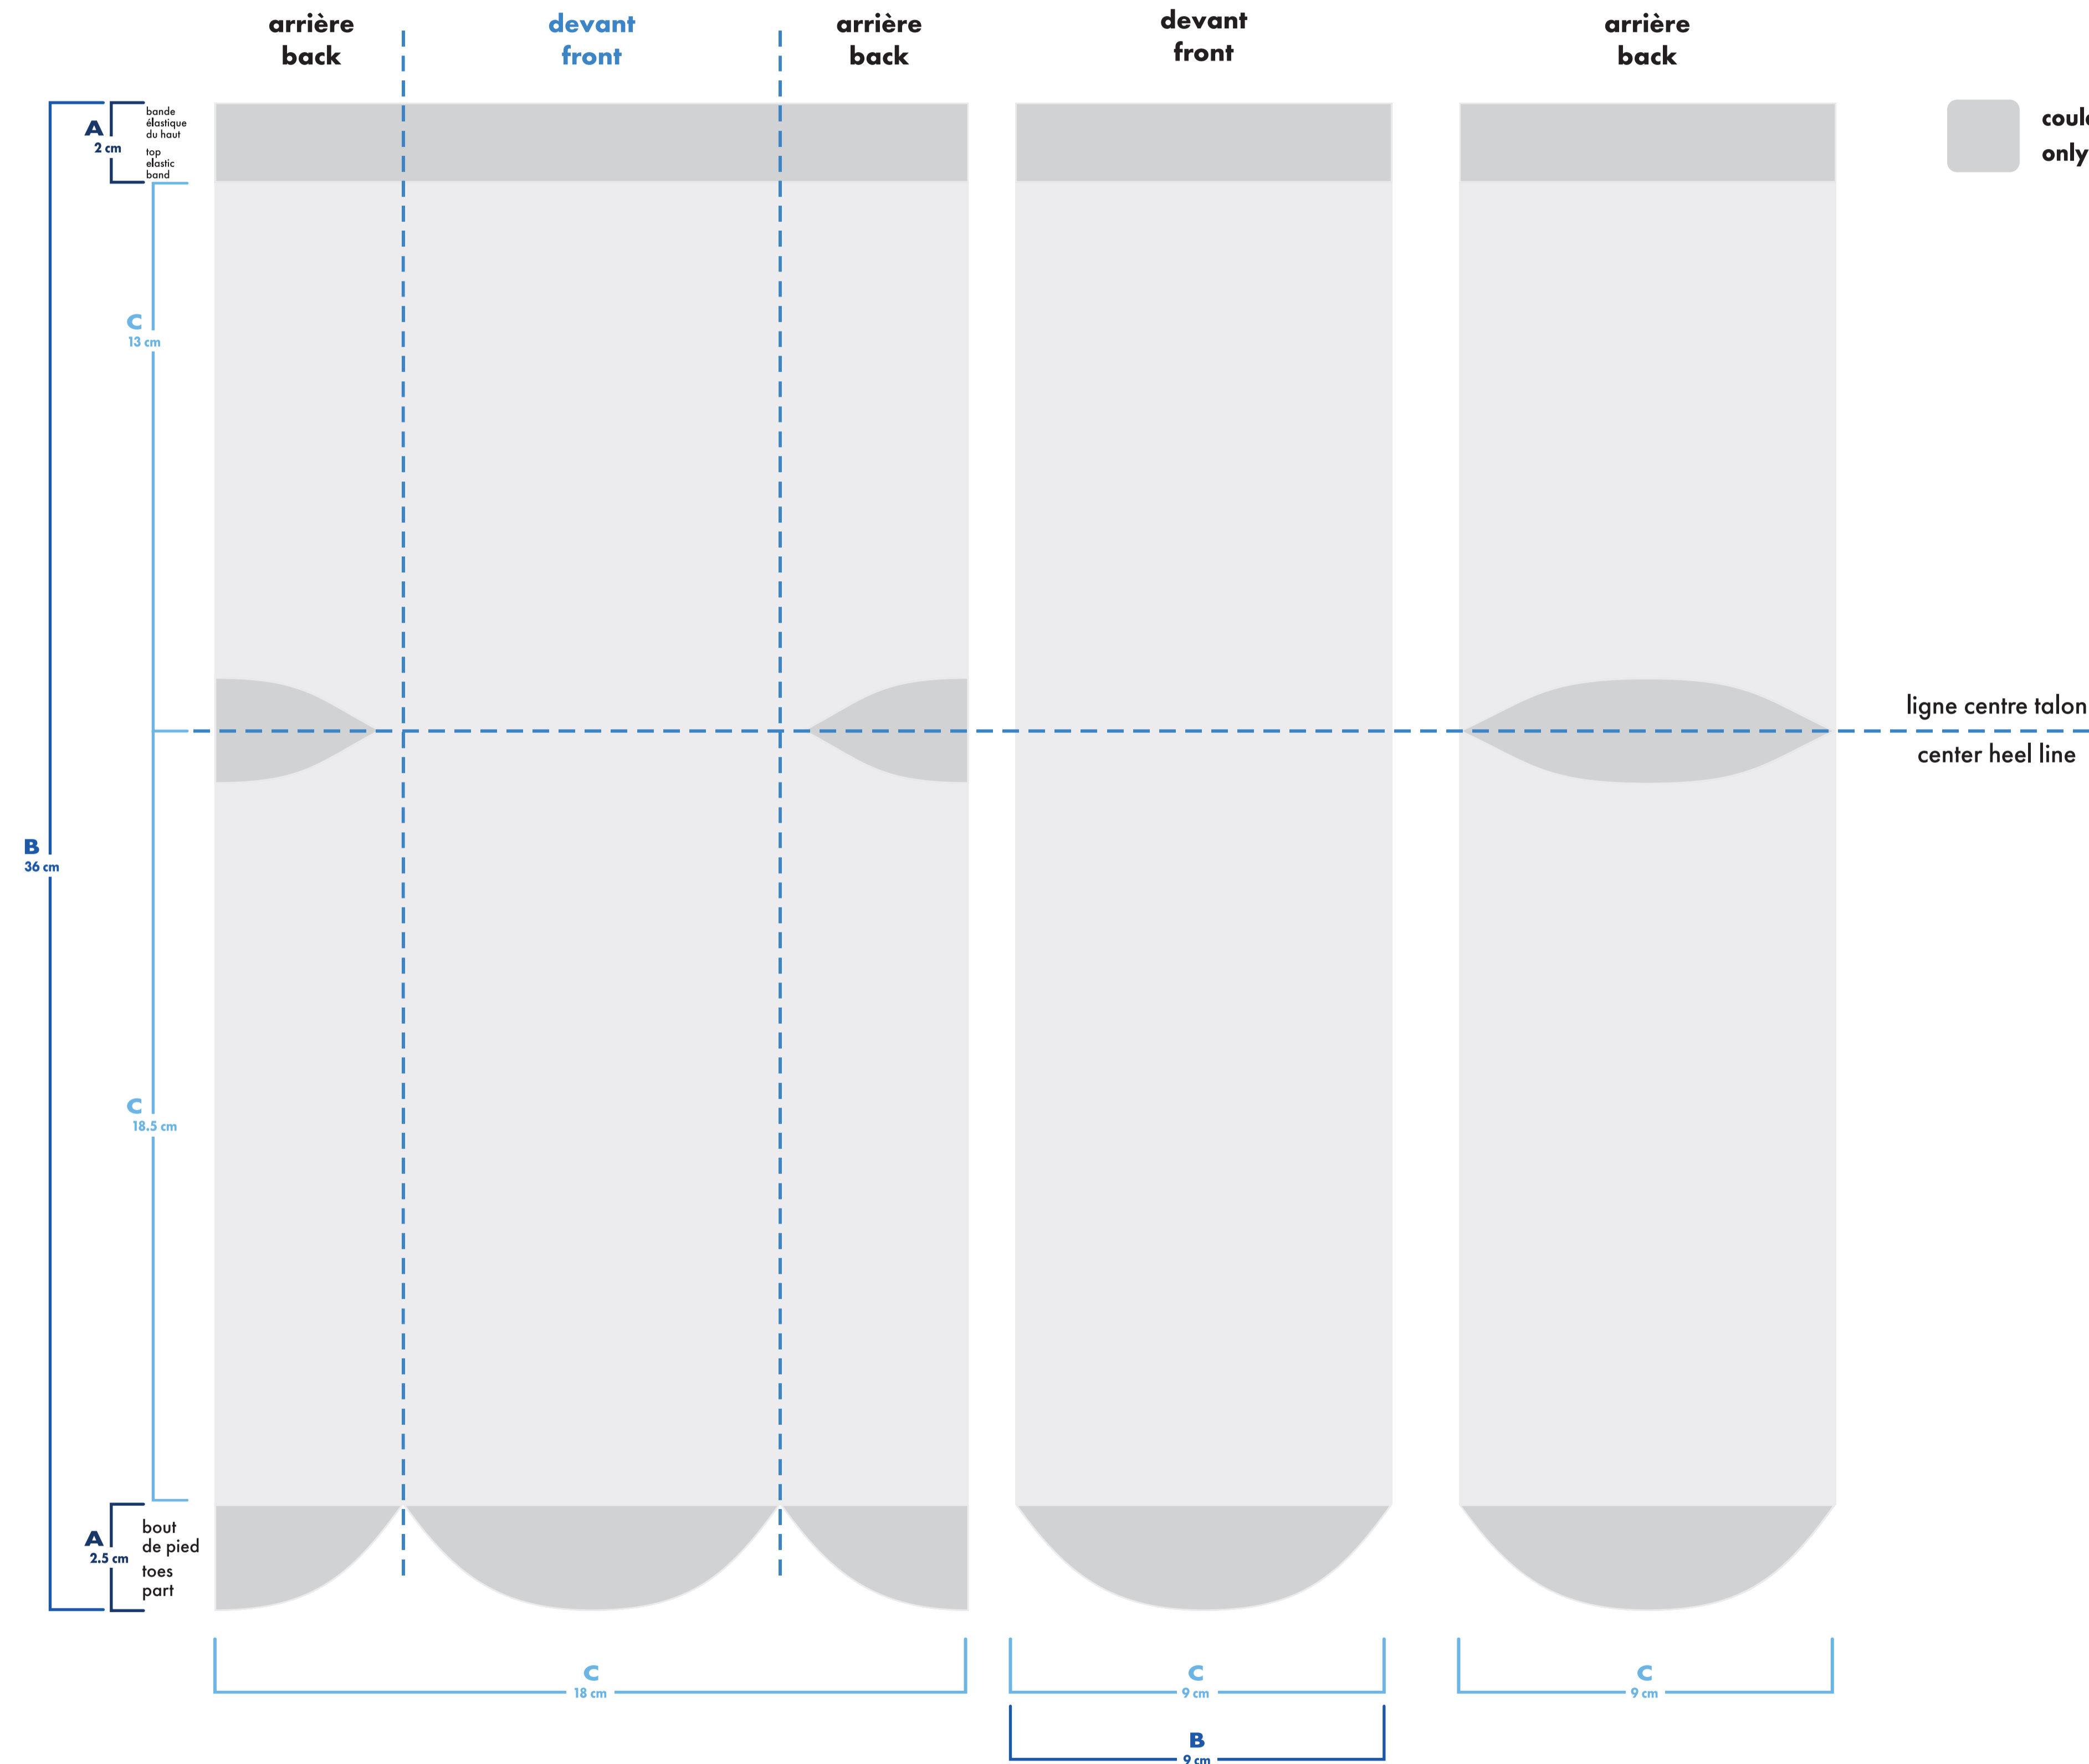 arrière
back
devant
front
arrière
back
devant
front
arrière
back
A
2 cm
bande
élastique
du haut
top
elastic
band
only
C
13 cm
ligne centre talon
center heel line
B
36 cm
C
18.5 cm
A
2.5 cm
bout
de pied
toes
part
C
18 cm
C
9 cm
C
9 cm
B
9 cm